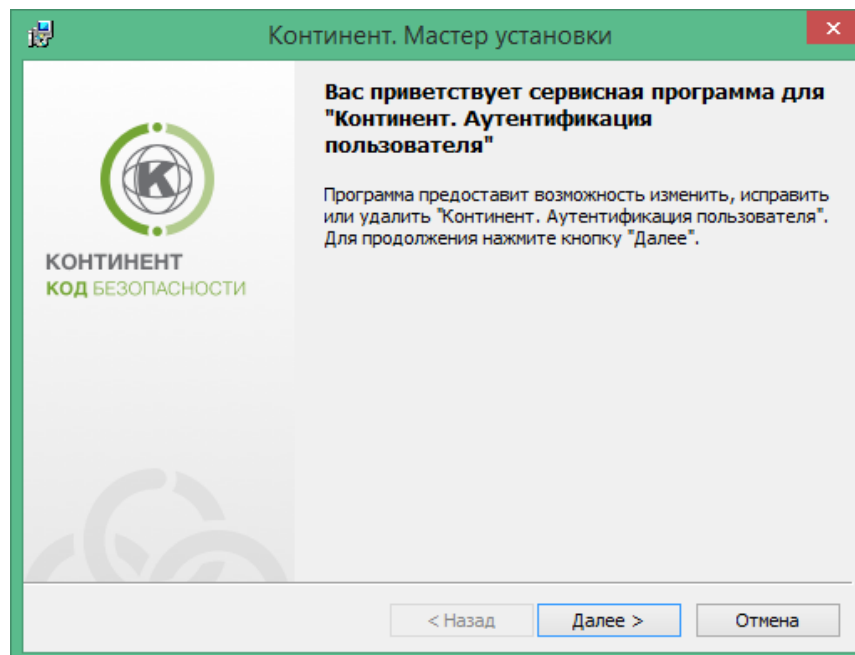 Континент. Мастер установки
Вас приветствует сервисная программа для
"Континент. Аутентификация
пользователя"
Программа предоставит возможность изменить, исправить
или удалить "Континент. Аутентификация пользователя".
Для продолжения нажмите кнопку "Далее".
К
КОНТИНЕНТ
КОД БЕЗОПАСНОСТИ
< Назад
Далее >
Отмена